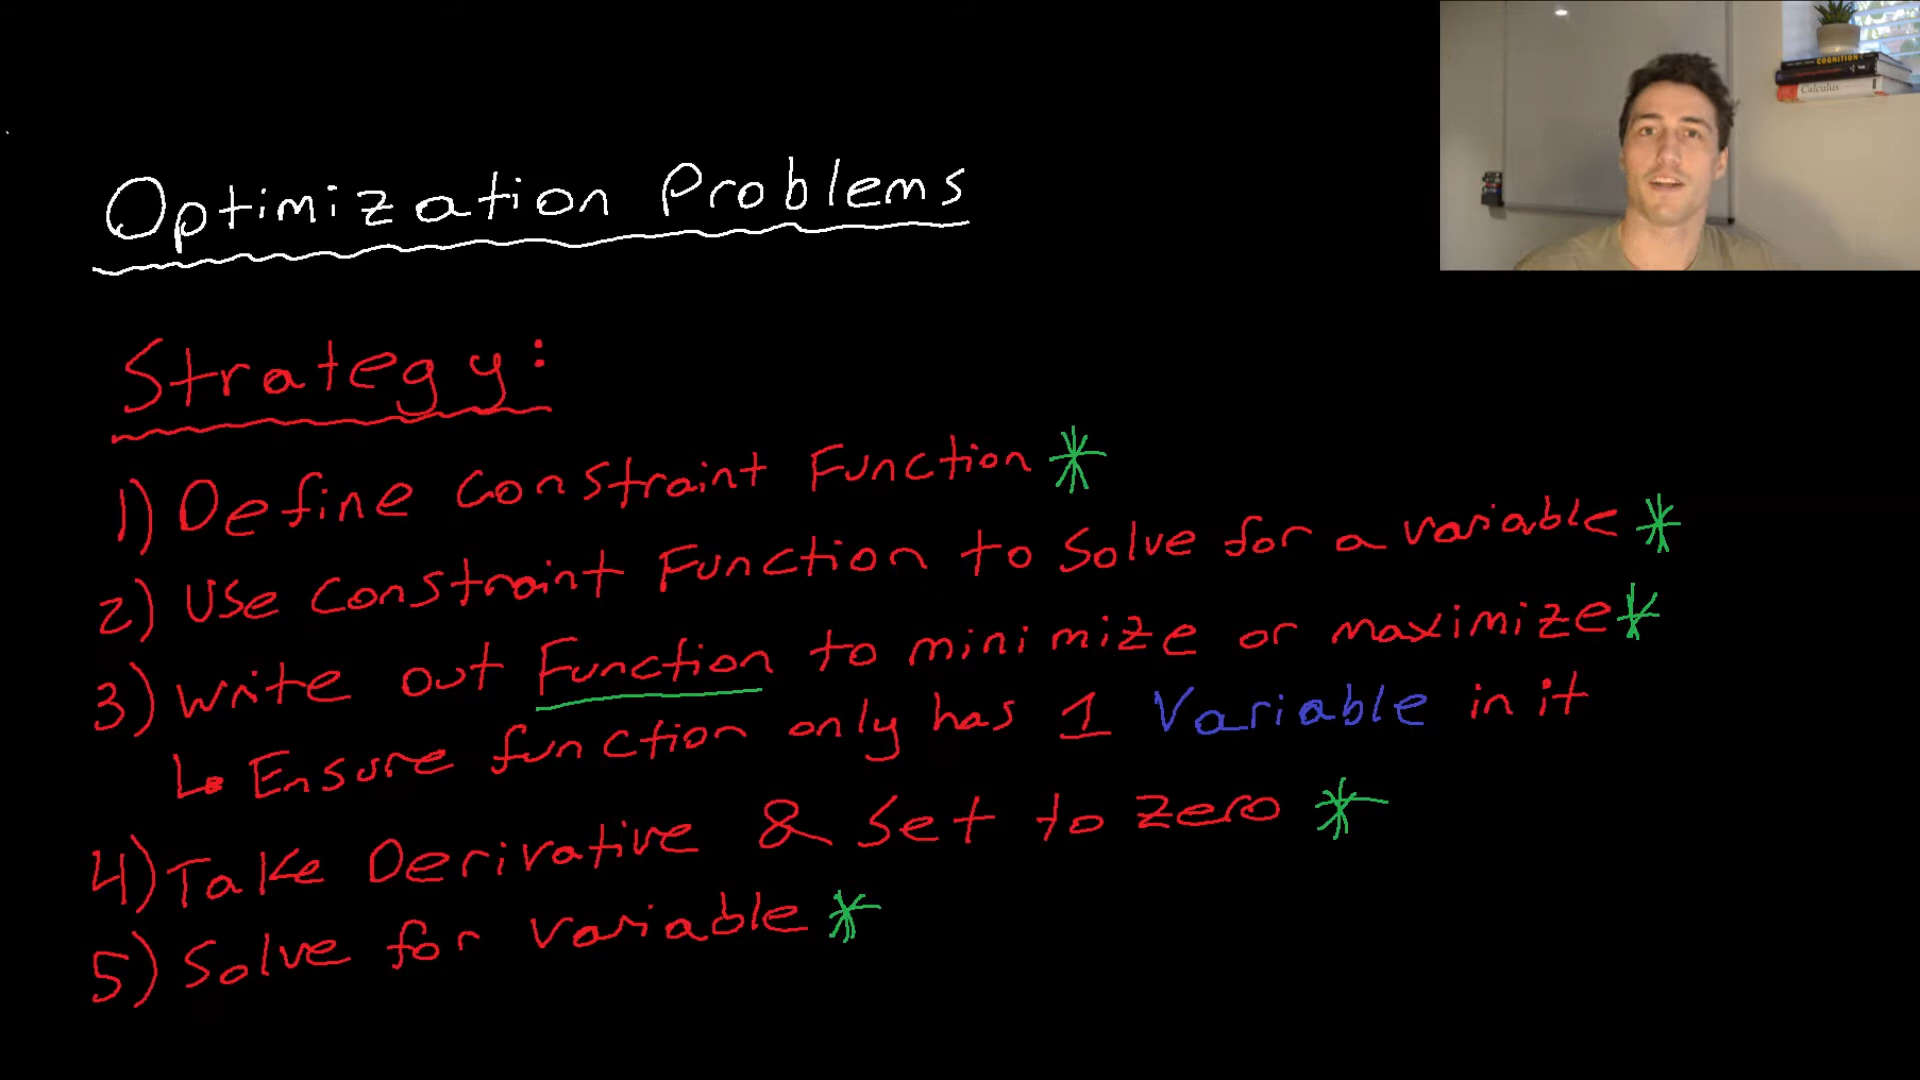 COGNITION
Calculus
Optimization Problems
Strategy:
1) Define Constraint Function *
2) Use Constraint Function to Solve for a variable *
3) Write out Function to minimize or maximize *
↳ Ensure function only has 1 Variable in it
4) Take Derivative & Set to zero *
5) Solve for variable *